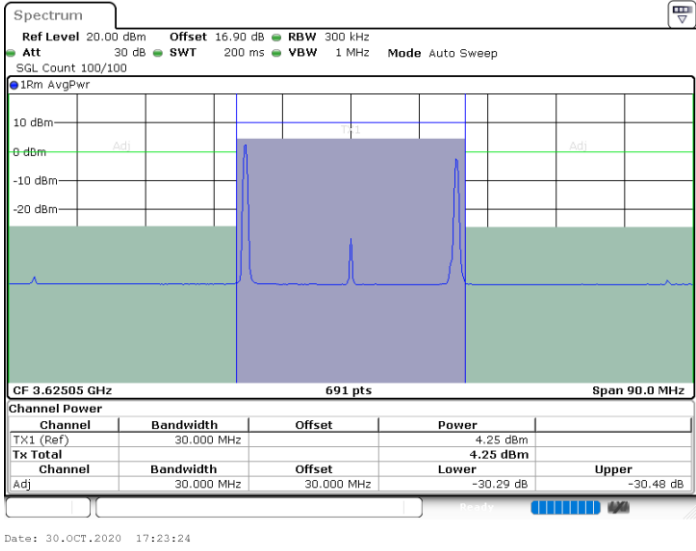 Spectrum
Ref Level 20.00 dBm Offset 16.90 dB RBW 300 kHz
Att 30 dB SWT 200 ms VBW 1 MHz Mode Auto Sweep
SGL Count 100/100
1Rm AvgPwr
10 dBm
TX1
Adj
0 dBm
Adj
-10 dBm
-20 dBm
CF 3.62505 GHz 691 pts Span 90.0 MHz
Channel Power
Channel Bandwidth Offset Power
TX1 (Ref) 30.000 MHz 4.25 dBm
Tx Total 4.25 dBm
Channel Bandwidth Offset Lower Upper
Adj 30.000 MHz 30.000 MHz -30.29 dB -30.48 dB
Ready
Date: 30.OCT.2020 17:23:24